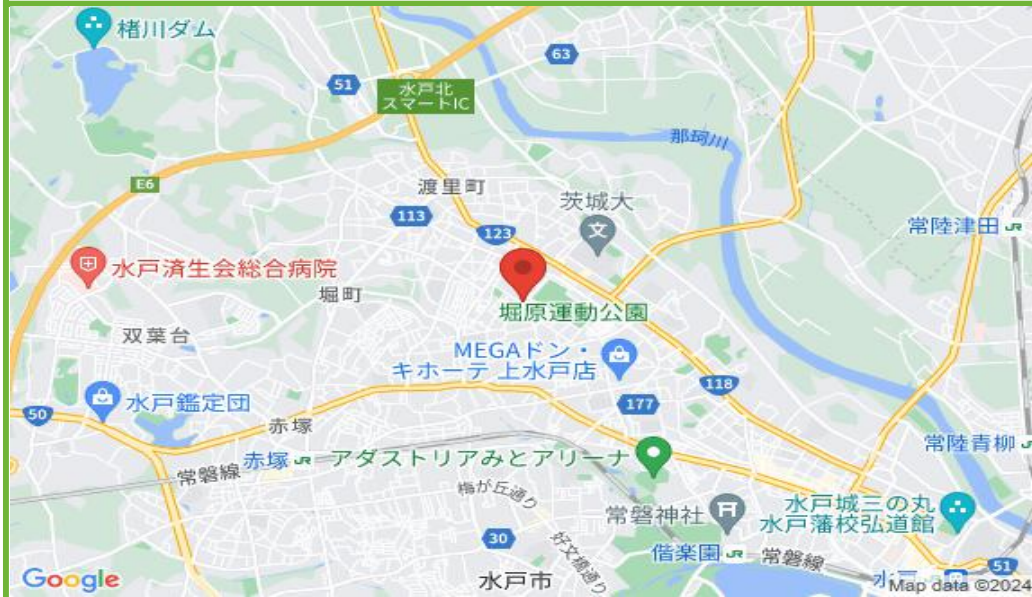 楮川ダム
63
51
水戸北
スマートIC
那珂川
E6
渡里町
茨城大
113
123
常陸津田
水戸済生会総合病院
堀町
堀原運動公園
双葉台
MEGAドン・
キホーテ 上水戸店
118
水戸鑑定団
177
50
赤塚
常陸青柳
赤塚
アダストリアみとアリーナ
常磐線
梅が丘通り
水戸城三の丸
水戸藩校弘道館
常磐神社
30
好文橋通り
偕楽園
常磐線
51
Google
水戸市
Map data ©2024